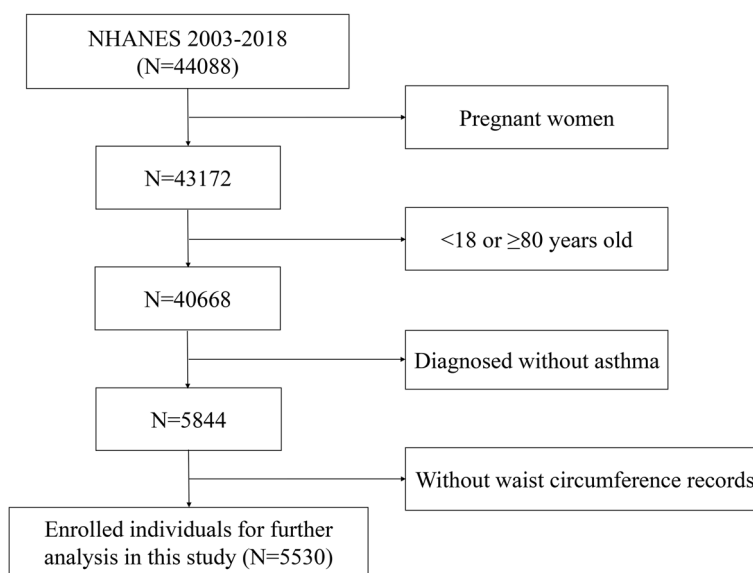 NHANES 2003-2018
(N=44088)
Pregnant women
N=43172
<18 or ≥80 years old
N=40668
Diagnosed without asthma
N=5844
Without waist circumference records
Enrolled individuals for further
analysis in this study (N=5530)